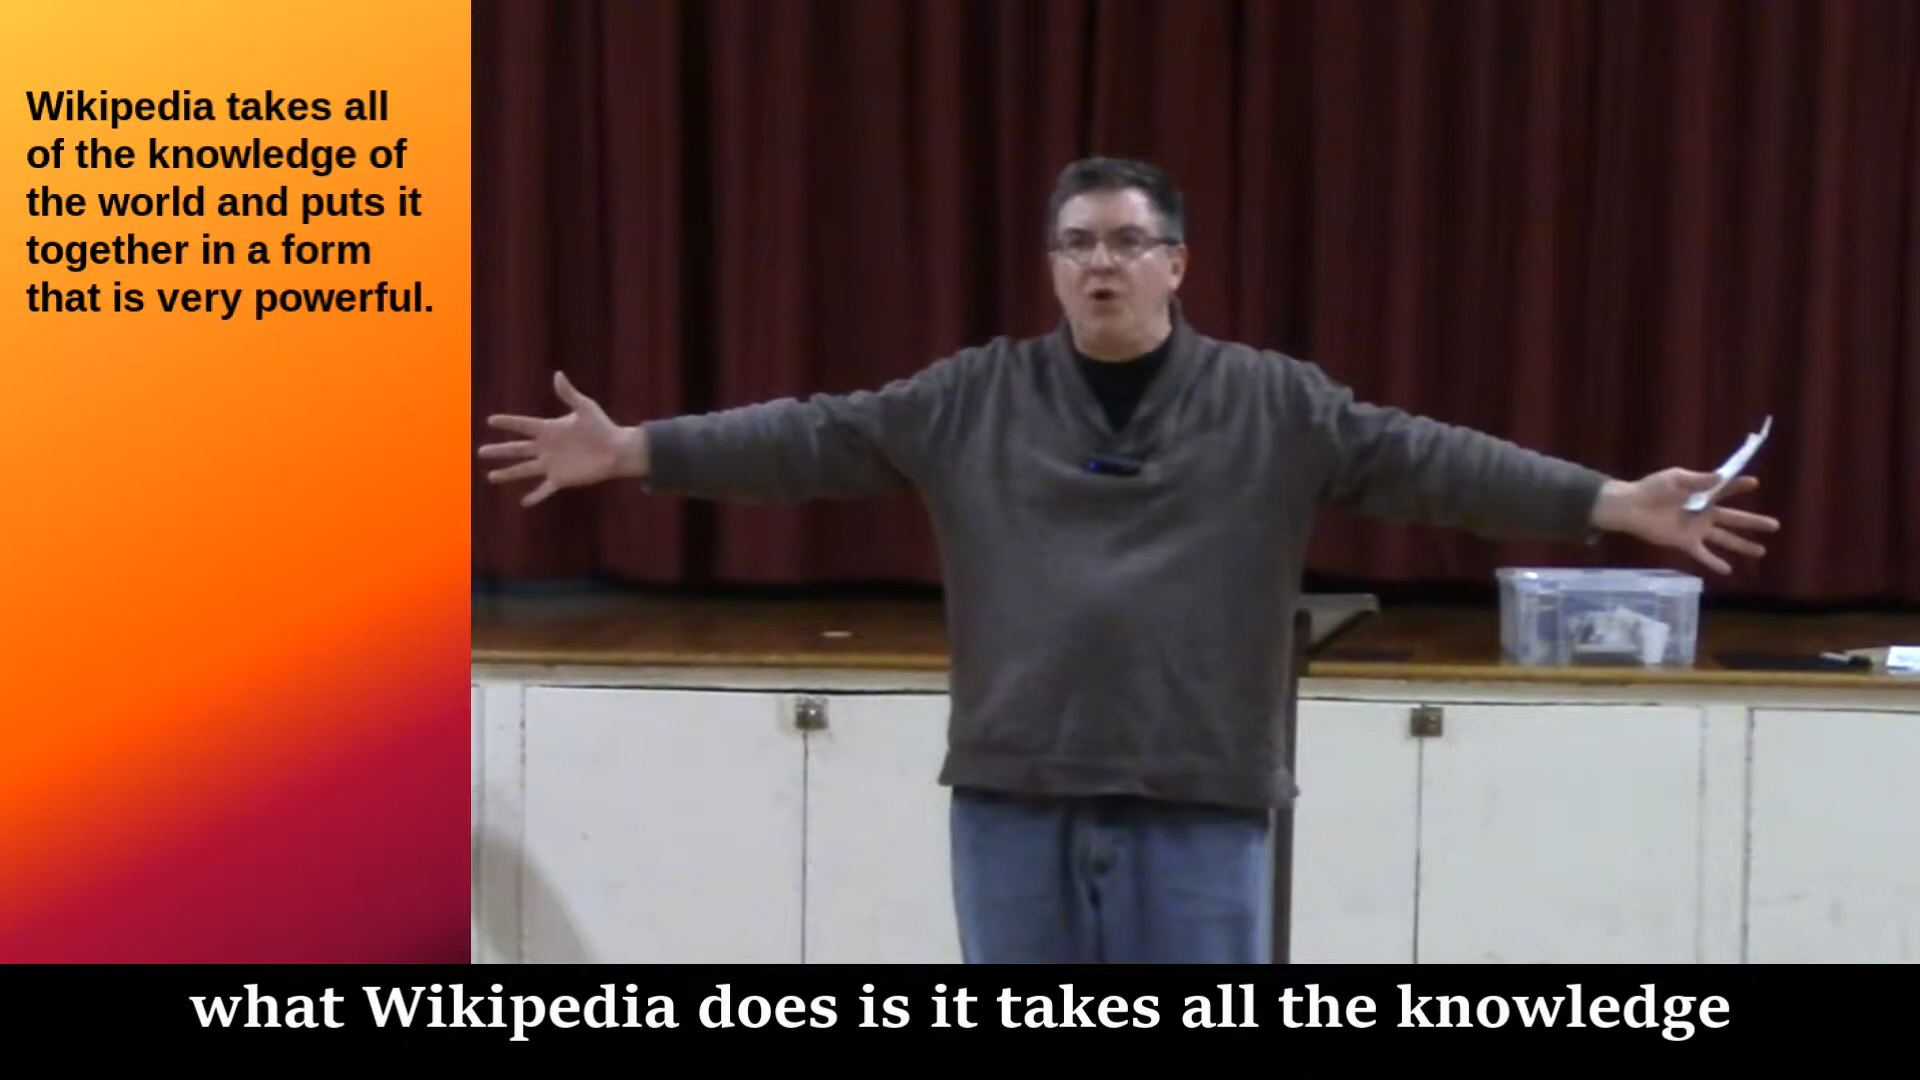 Wikipedia takes all
of the knowledge of
the world and puts it
together in a form
that is very powerful.
what Wikipedia does is it takes all the knowledge